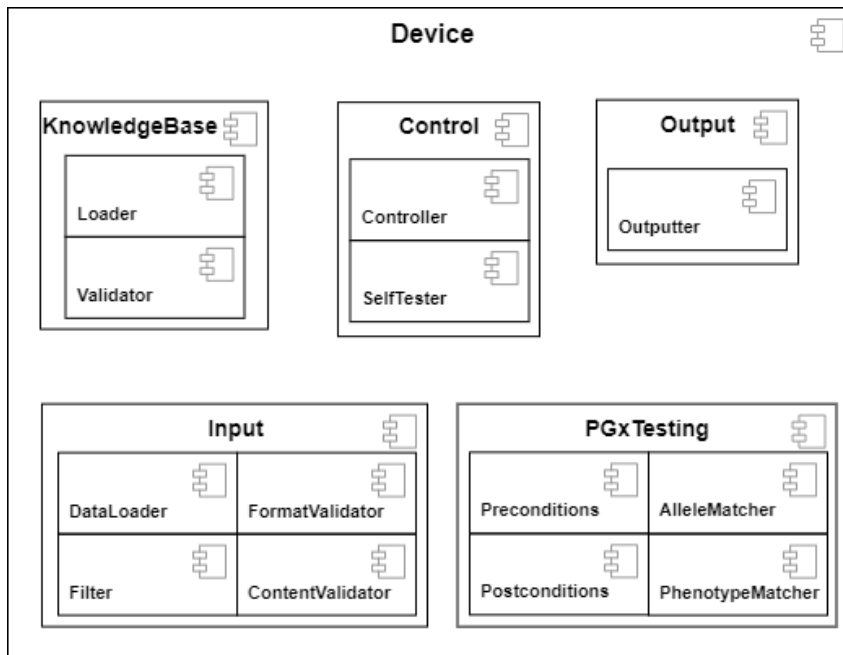 Device
KnowledgeBase
Loader
Validator
Control
Controller
SelfTester
Output
Outputter
Input
DataLoader
FormatValidator
Filter
ContentValidator
PGxTesting
Preconditions
AlleleMatcher
Postconditions
PhenotypeMatcher